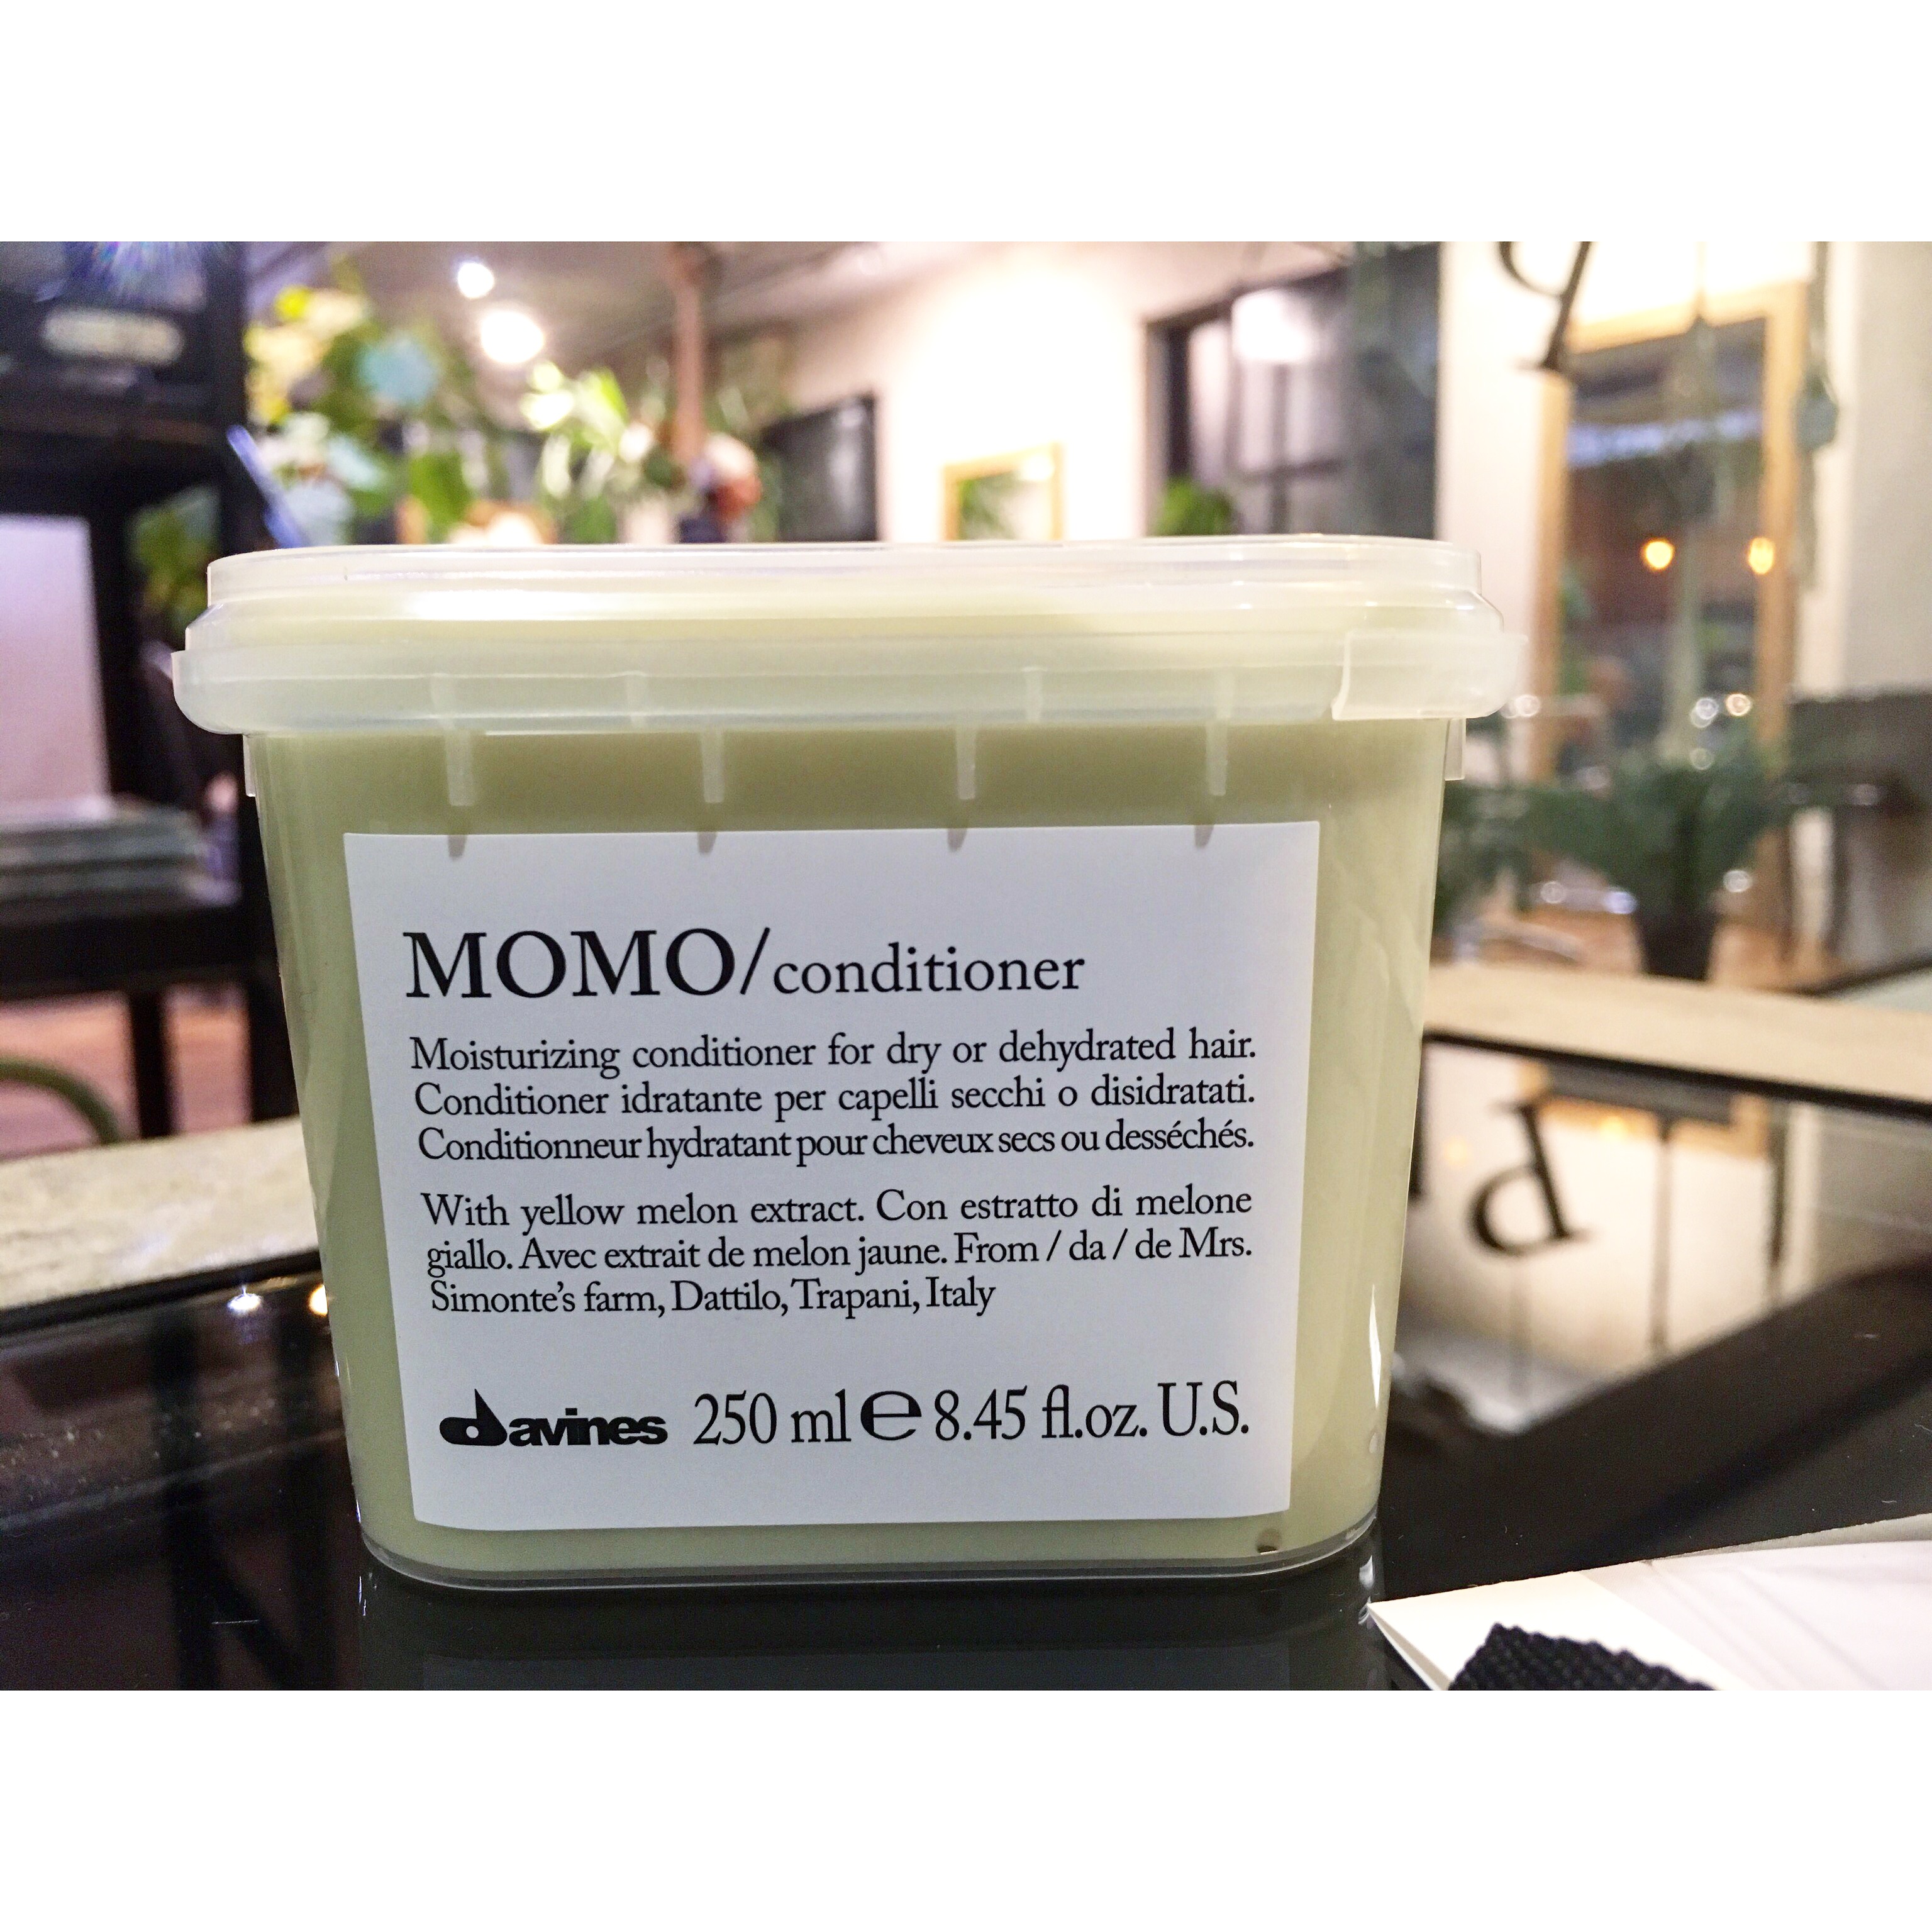 MOMO/conditioner
Moisturizing conditioner for dry or dehydrated hair.
Conditioner idratante per capelli secchi o disidratati.
Conditionneur hydratant pour cheveux secs ou desséchés.
With yellow melon extract. Con estratto di melone
giallo. Avec extrait de melon jaune. From / da / de Mrs.
Simonte's farm, Dattilo, Trapani, Italy
davines 250 ml ℮ 8.45 fl.oz. U.S.